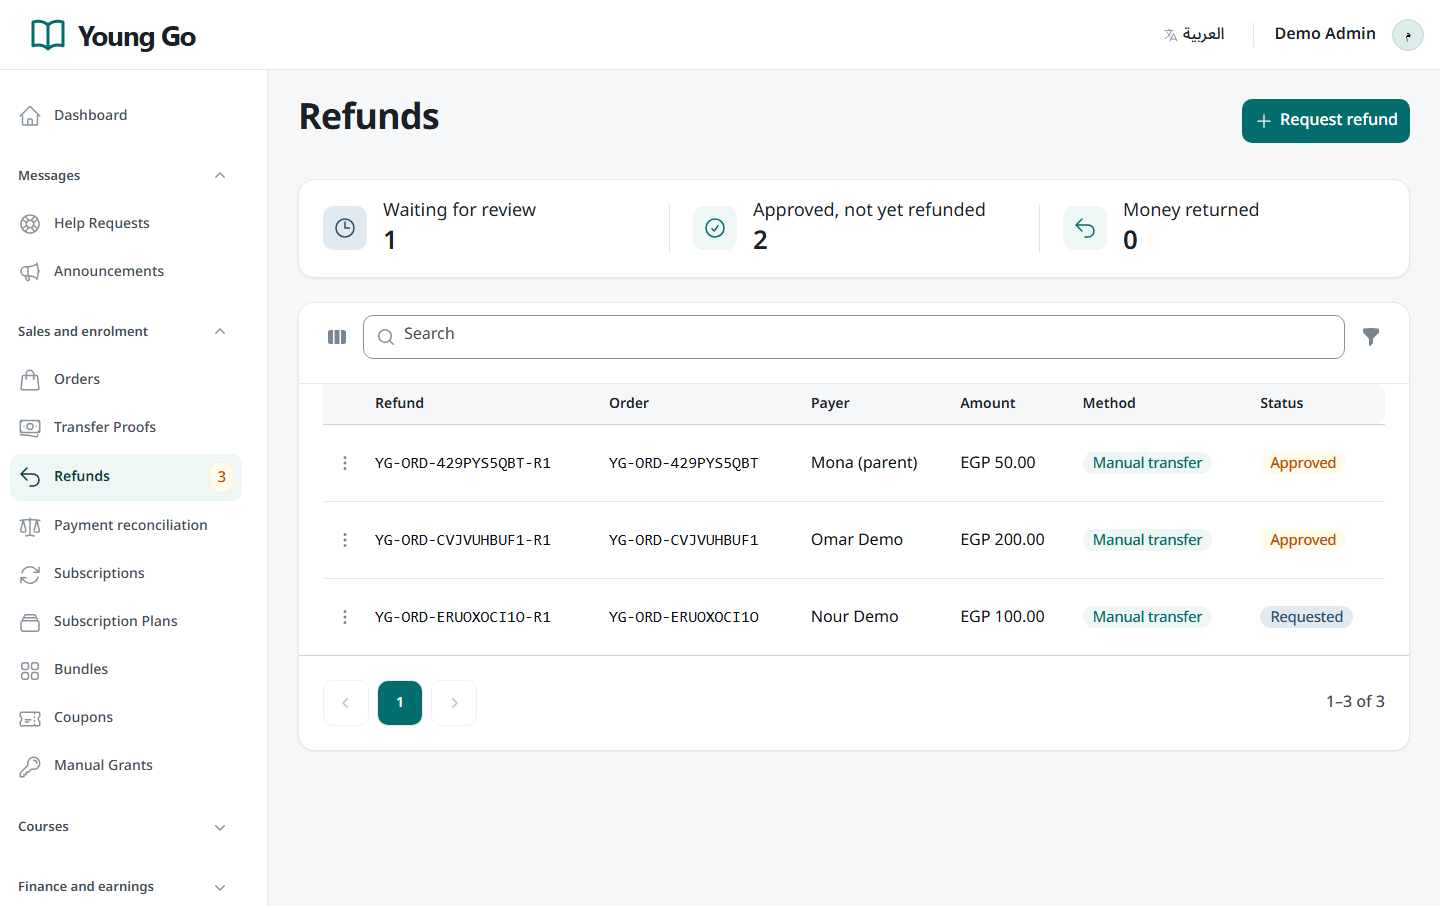 Young Go
العربية
Demo Admin
م
Dashboard
Messages
Help Requests
Announcements
Sales and enrolment
Orders
Transfer Proofs
Refunds 3
Payment reconciliation
Subscriptions
Subscription Plans
Bundles
Coupons
Manual Grants
Courses
Finance and earnings
Refunds
Request refund
Waiting for review
1
Approved, not yet refunded
2
Money returned
0
Search
Refund Order Payer Amount Method Status
YG-ORD-429PYS5QBT-R1 YG-ORD-429PYS5QBT Mona (parent) EGP 50.00 Manual transfer Approved
YG-ORD-CVJVUHBUF1-R1 YG-ORD-CVJVUHBUF1 Omar Demo EGP 200.00 Manual transfer Approved
YG-ORD-ERUOXOCI1O-R1 YG-ORD-ERUOXOCI1O Nour Demo EGP 100.00 Manual transfer Requested
1
1–3 of 3